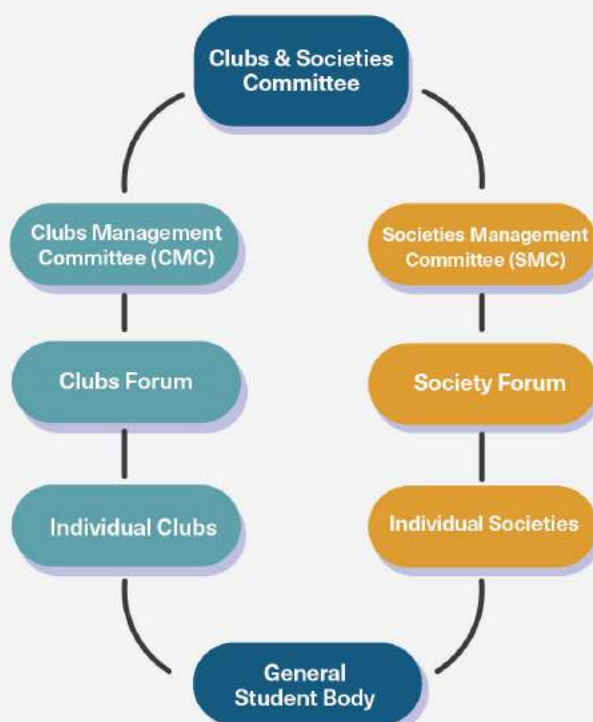 Clubs & Societies
Committee
Clubs Management
Committee (CMC)
Societies Management
Committee (SMC)
Clubs Forum
Society Forum
Individual Clubs
Individual Societies
General
Student Body